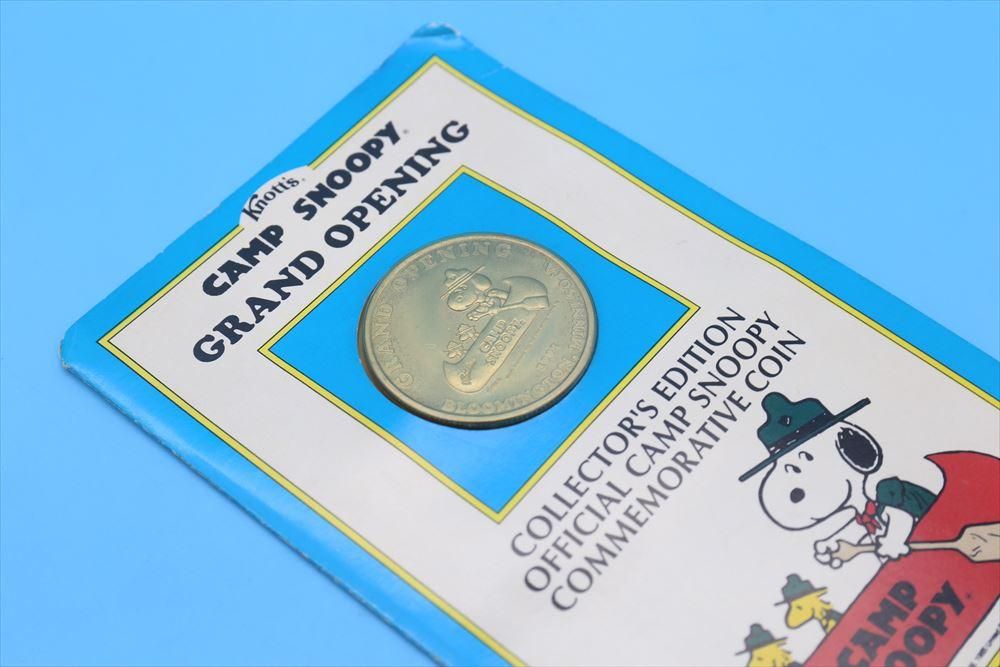 Knott's®
CAMP SNOOPY®
GRAND OPENING
GRAND OPENING
CAMP
SNOOPY
BLOOMINGTON, MINNESOTA
COLLECTOR'S EDITION
OFFICIAL CAMP SNOOPY
COMMEMORATIVE COIN
CAMP
SNOOPY®